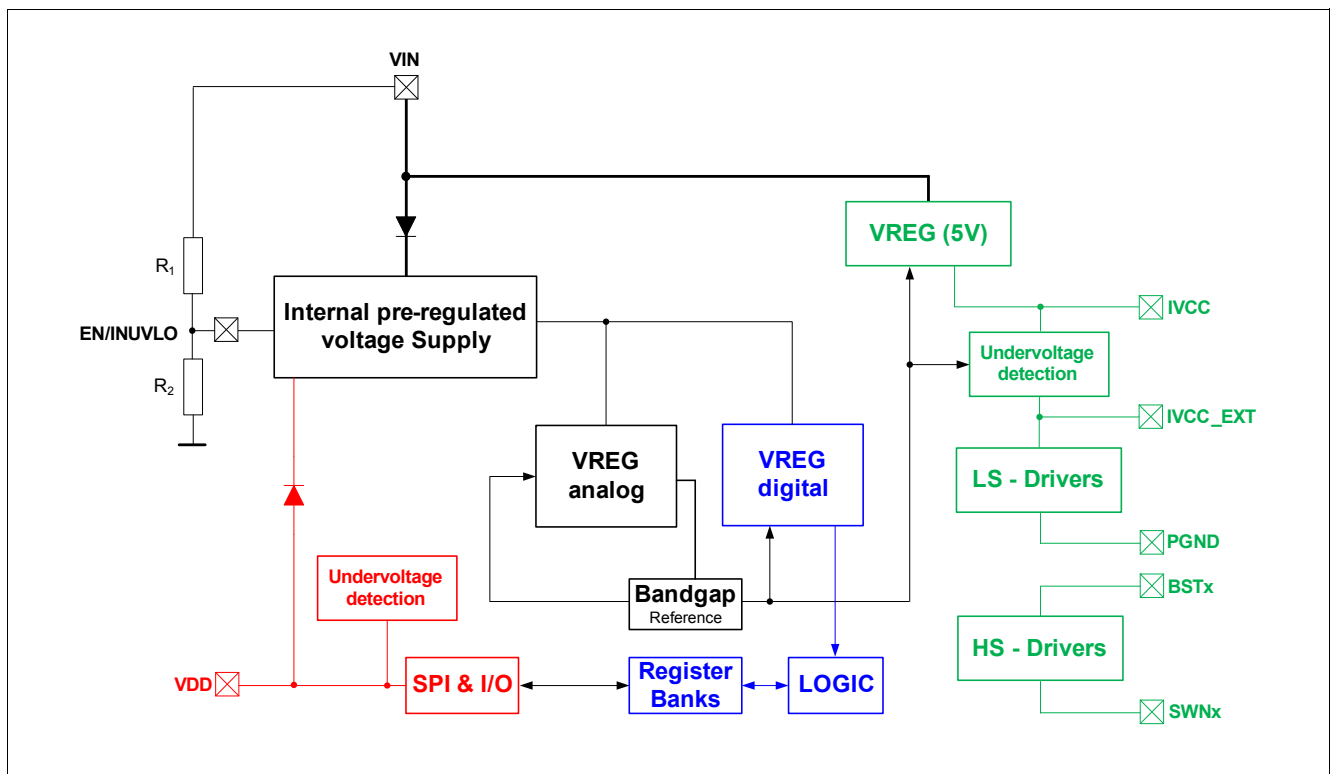 VIN
VREG (5V)
R1
Internal pre-regulated
voltage Supply
IVCC
EN/INUVLO
Undervoltage
detection
R2
IVCC_EXT
VREG
analog
VREG
digital
LS - Drivers
PGND
Undervoltage
detection
Bandgap
Reference
BSTx
HS - Drivers
VDD
SPI & I/O
Register
Banks
LOGIC
SWNx